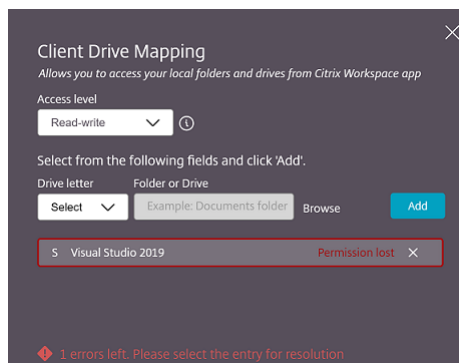 Client Drive Mapping
Allows you to access your local folders and drives from Citrix Workspace app
Access level
Read-write
Select from the following fields and click 'Add'.
Drive letter Folder or Drive
Select Example: Documents folder Browse Add
S Visual Studio 2019 Permission lost
1 errors left. Please select the entry for resolution